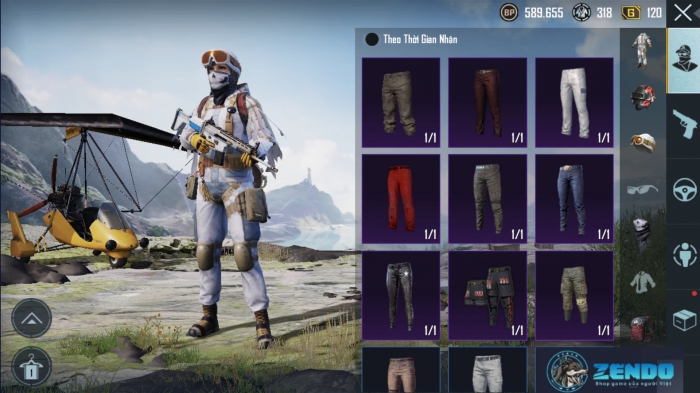 BP 589.655 318 G 120
Theo Thời Gian Nhận
1/1 1/1 1/1
1/1 1/1 1/1
1/1 1/1 1/1
ZENDO
Shop game của người Việt